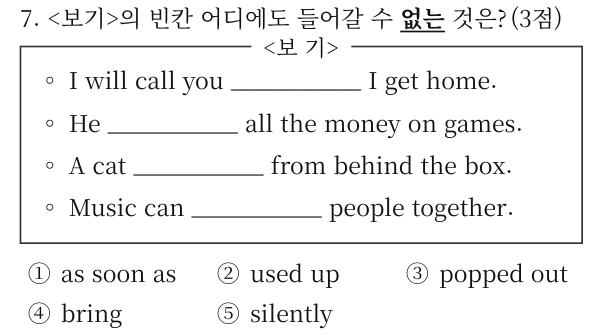 7. <보기>의 빈칸 어디에도 들어갈 수 없는 것은?(3점)
<보 기>
◦ I will call you __________ I get home.
◦ He __________ all the money on games.
◦ A cat __________ from behind the box.
◦ Music can __________ people together.
① as soon as ② used up ③ popped out
④ bring ⑤ silently